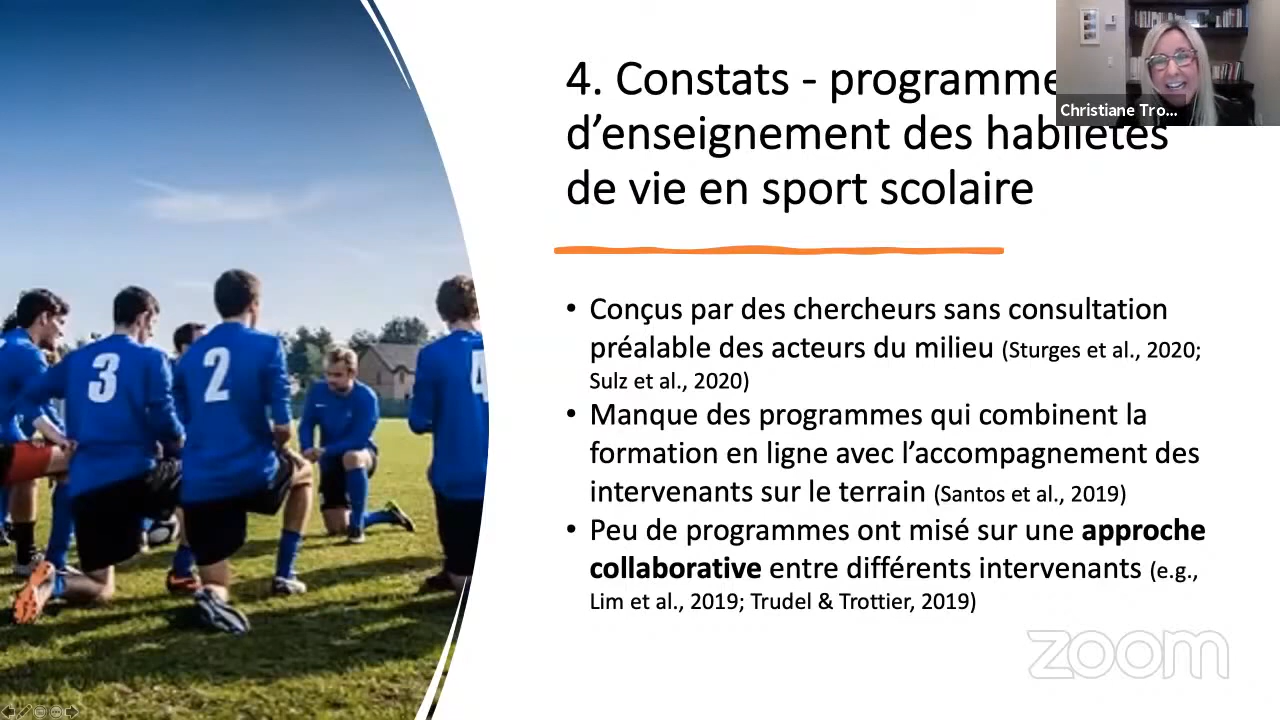 4. Constats - programme
Christiane Tro...
d’enseignement des habiletés
de vie en sport scolaire
• Conçus par des chercheurs sans consultation
préalable des acteurs du milieu (Sturges et al., 2020;
Sulz et al., 2020)
• Manque des programmes qui combinent la
formation en ligne avec l’accompagnement des
intervenants sur le terrain (Santos et al., 2019)
• Peu de programmes ont misé sur une approche
collaborative entre différents intervenants (e.g.,
Lim et al., 2019; Trudel & Trottier, 2019)
zoom
3
2
4